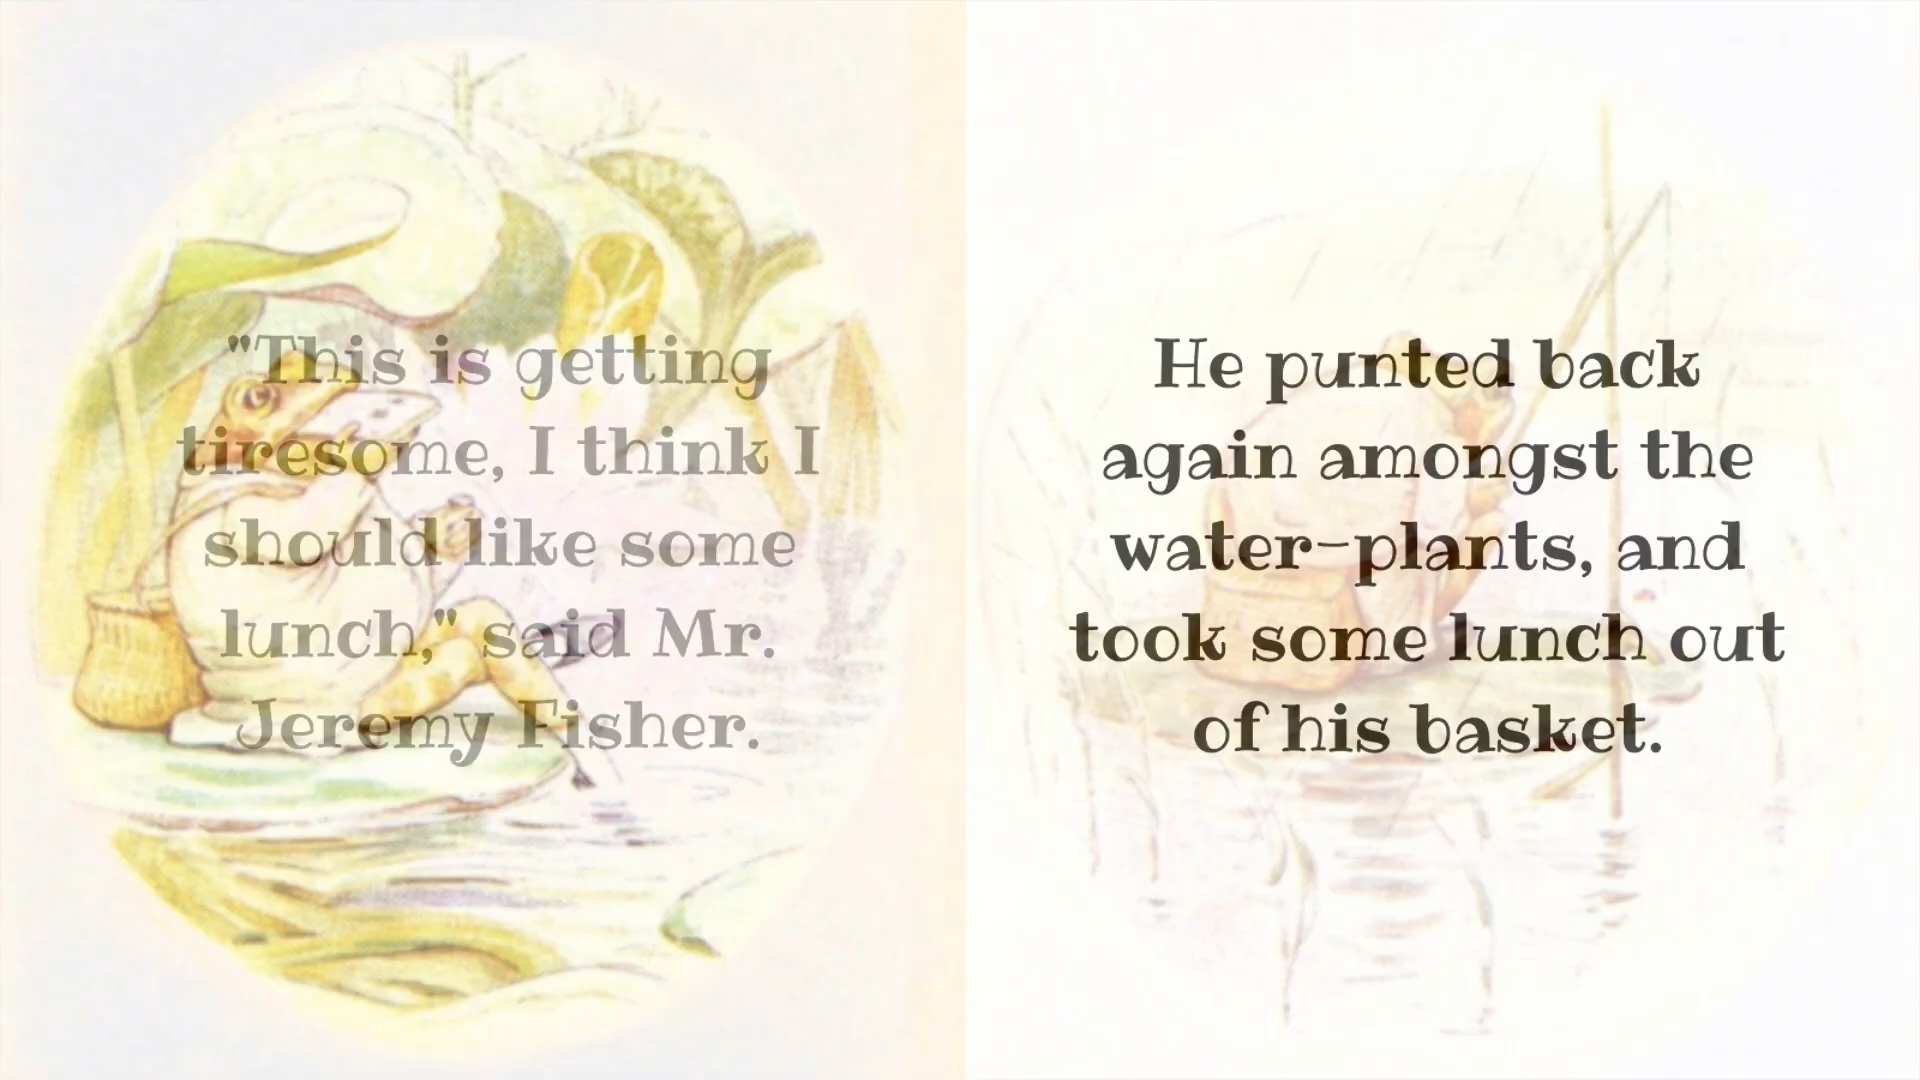 "This is getting
tiresome, I think I
should like some
lunch," said Mr.
Jeremy Fisher.
He punted back
again amongst the
water-plants, and
took some lunch out
of his basket.